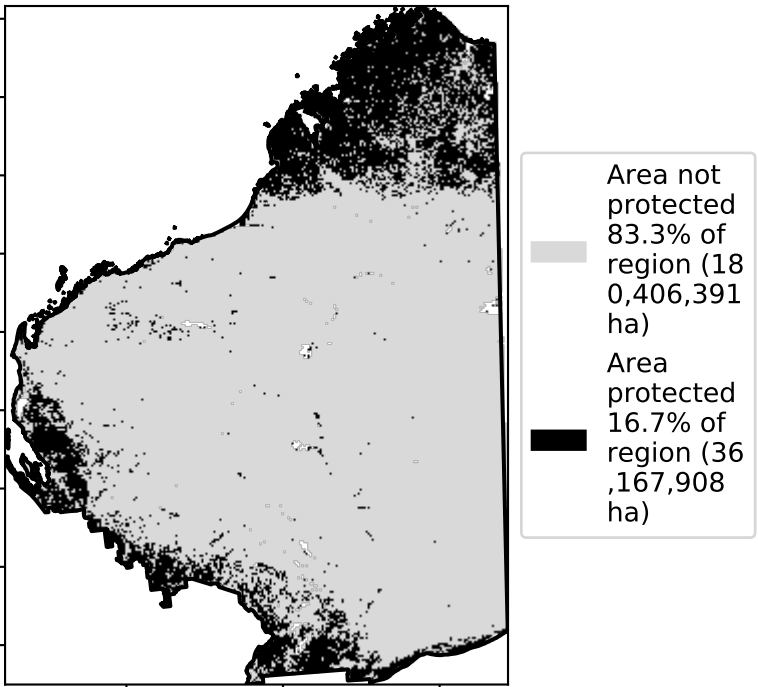 Area not
protected
83.3% of
region (18
0,406,391
ha)
Area
protected
16.7% of
region (36
,167,908
ha)